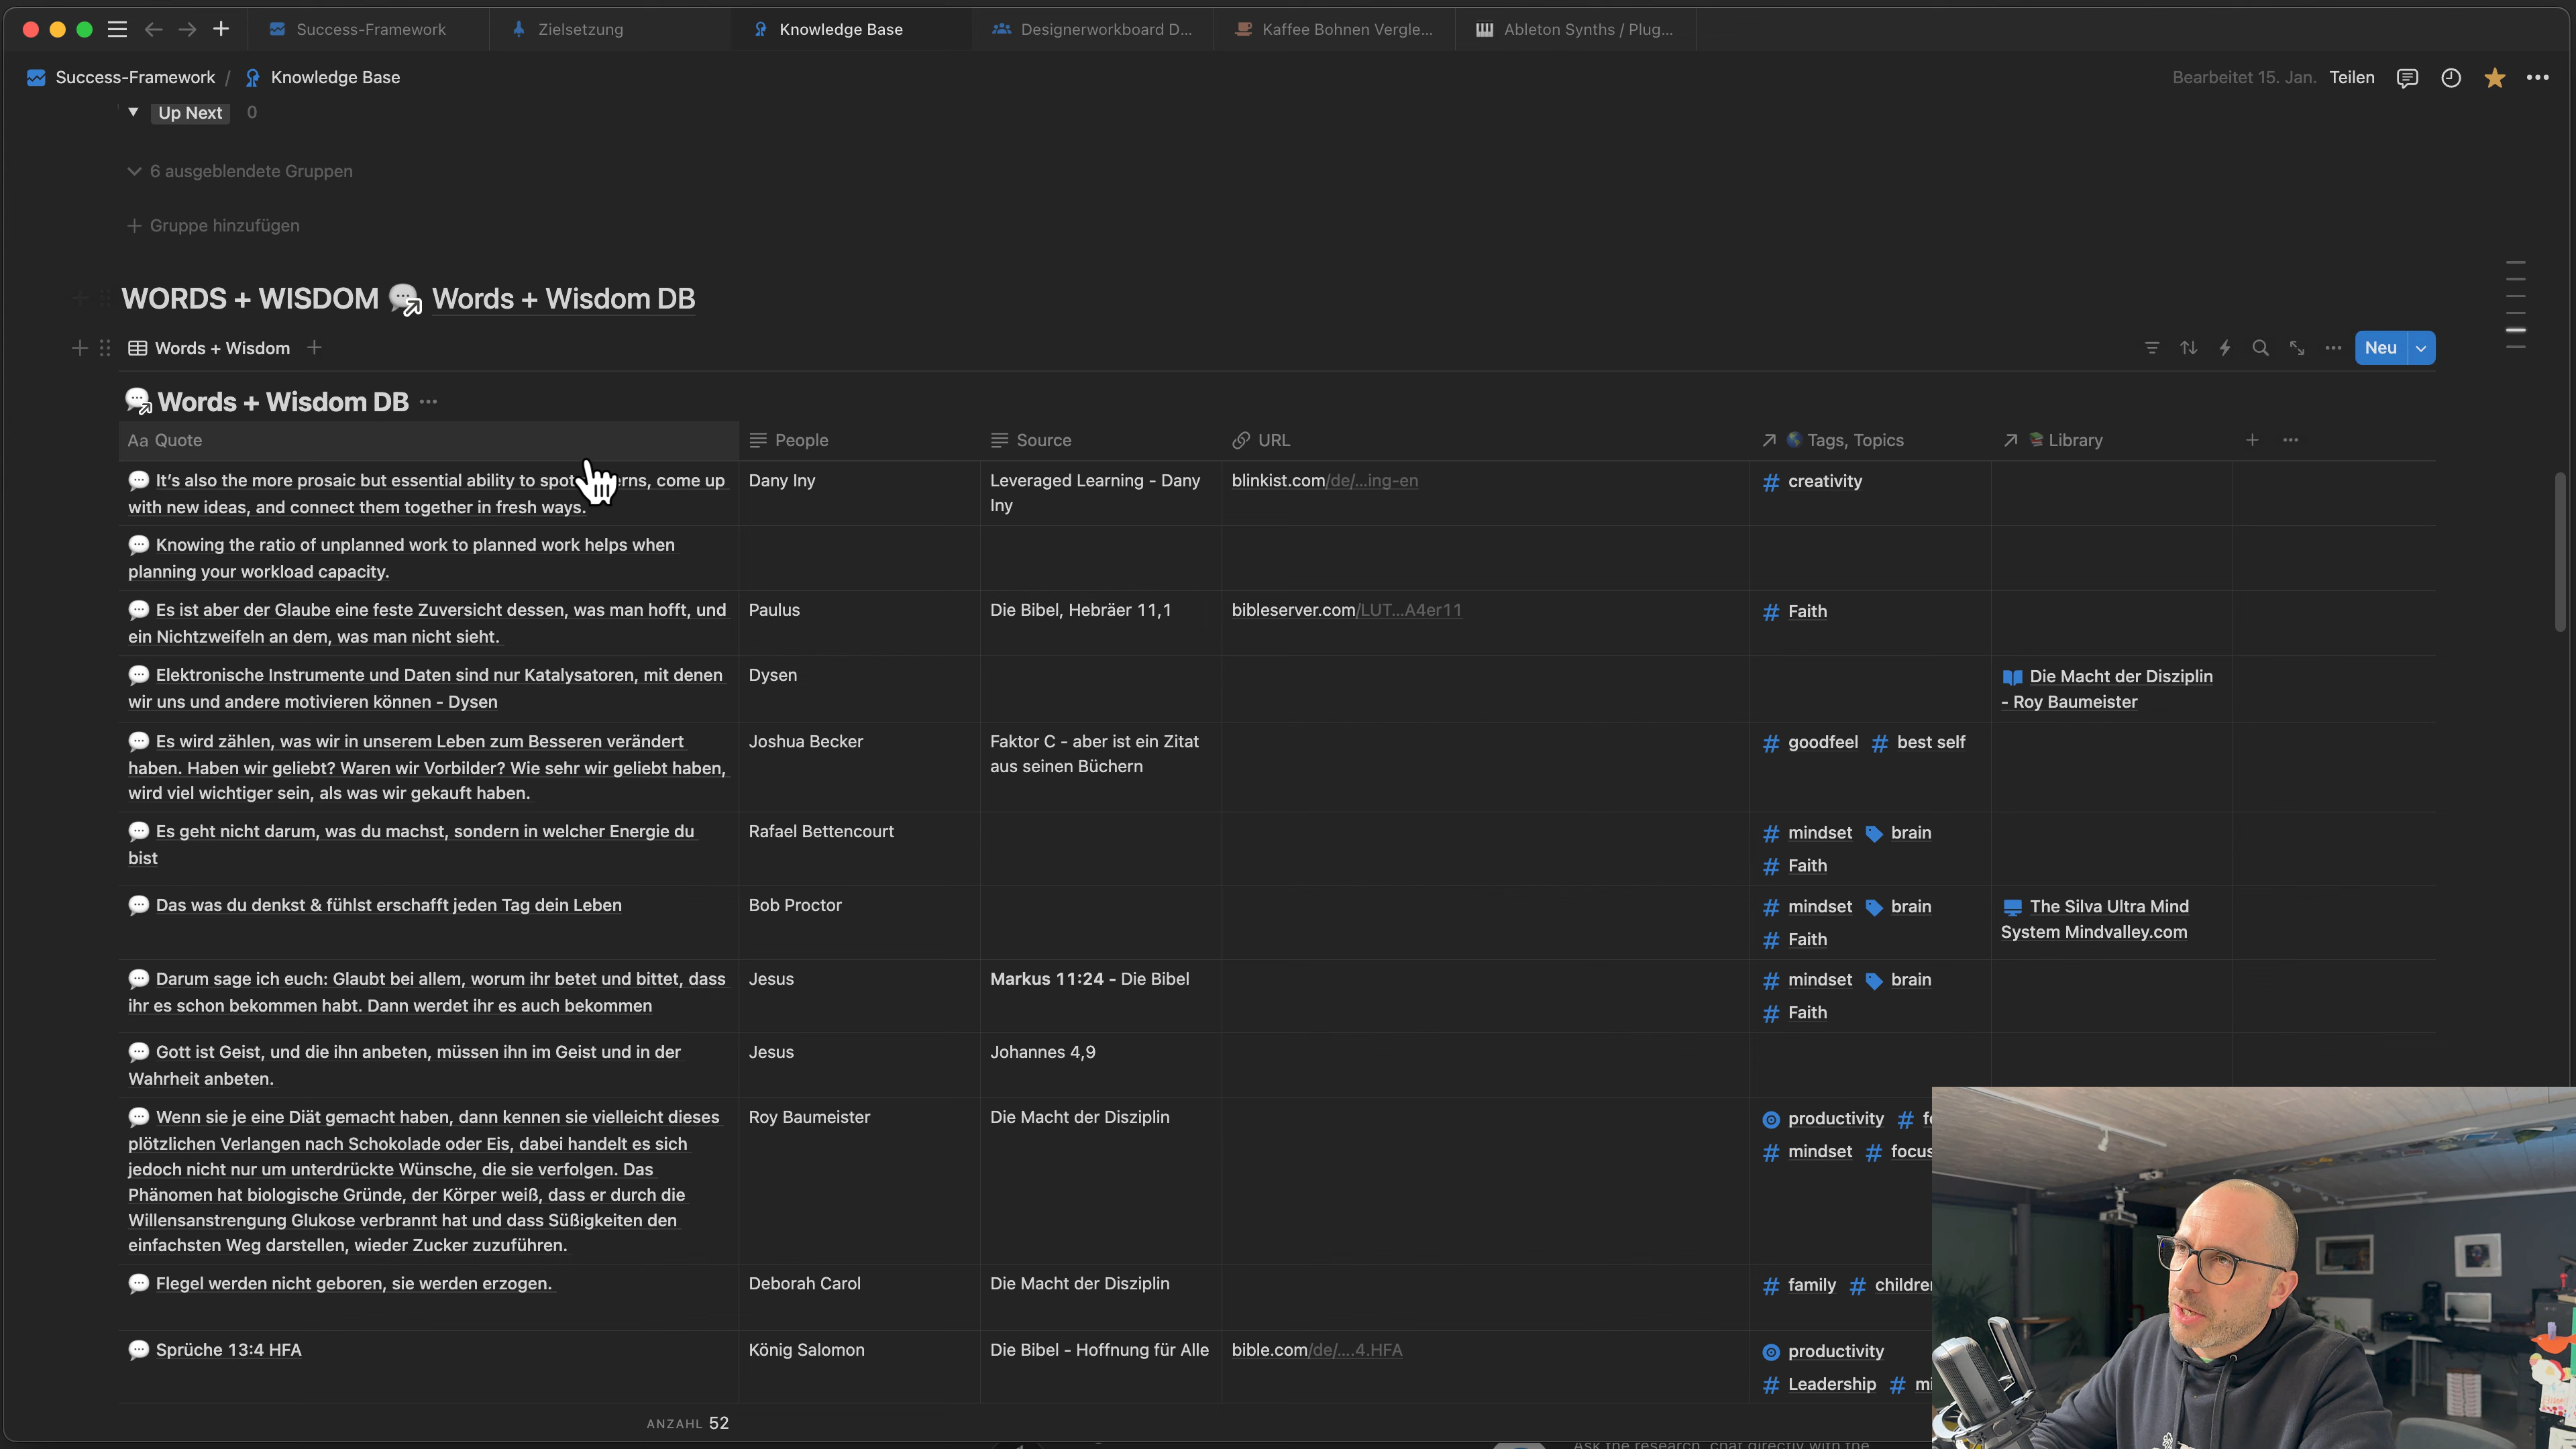 Success-Framework
Zielsetzung
Knowledge Base
Designerworkboard D...
Kaffee Bohnen Vergle...
Ableton Synths / Plug...
Success-Framework / Knowledge Base
Bearbeitet 15. Jan. Teilen
Up Next 0
6 ausgeblendete Gruppen
Gruppe hinzufügen
WORDS + WISDOM Words + Wisdom DB
Words + Wisdom
Neu
Words + Wisdom DB
Aa Quote
People
Source
URL
Tags, Topics
Library
It's also the more prosaic but essential ability to spot
rns, come up
with new ideas, and connect them together in fresh ways.
Dany Iny
Leveraged Learning - Dany
Iny
blinkist.com/de/...ing-en
# creativity
Knowing the ratio of unplanned work to planned work helps when
planning your workload capacity.
Es ist aber der Glaube eine feste Zuversicht dessen, was man hofft, und
ein Nichtzweifeln an dem, was man nicht sieht.
Paulus
Die Bibel, Hebräer 11,1
bibleserver.com/LUT...A4er11
# Faith
Elektronische Instrumente und Daten sind nur Katalysatoren, mit denen
wir uns und andere motivieren können - Dysen
Dysen
Die Macht der Disziplin
- Roy Baumeister
Es wird zählen, was wir in unserem Leben zum Besseren verändert
haben. Haben wir geliebt? Waren wir Vorbilder? Wie sehr wir geliebt haben,
wird viel wichtiger sein, als was wir gekauft haben.
Joshua Becker
Faktor C - aber ist ein Zitat
aus seinen Büchern
# goodfeel # best self
Es geht nicht darum, was du machst, sondern in welcher Energie du
bist
Rafael Bettencourt
# mindset brain
# Faith
Das was du denkst & fühlst erschafft jeden Tag dein Leben
Bob Proctor
# mindset brain
# Faith
The Silva Ultra Mind
System Mindvalley.com
Darum sage ich euch: Glaubt bei allem, worum ihr betet und bittet, dass
ihr es schon bekommen habt. Dann werdet ihr es auch bekommen
Jesus
Markus 11:24 - Die Bibel
# mindset brain
# Faith
Gott ist Geist, und die ihn anbeten, müssen ihn im Geist und in der
Wahrheit anbeten.
Jesus
Johannes 4,9
Wenn sie je eine Diät gemacht haben, dann kennen sie vielleicht dieses
plötzlichen Verlangen nach Schokolade oder Eis, dabei handelt es sich
jedoch nicht nur um unterdrückte Wünsche, die sie verfolgen. Das
Phänomen hat biologische Gründe, der Körper weiß, dass er durch die
Willensanstrengung Glukose verbrannt hat und dass Süßigkeiten den
einfachsten Weg darstellen, wieder Zucker zuzuführen.
Roy Baumeister
Die Macht der Disziplin
productivity #
# mindset # focus
Flegel werden nicht geboren, sie werden erzogen.
Deborah Carol
Die Macht der Disziplin
# family # childre
Sprüche 13:4 HFA
König Salomon
Die Bibel - Hoffnung für Alle
bible.com/de/....4.HFA
productivity
# Leadership # mi
ANZAHL 52